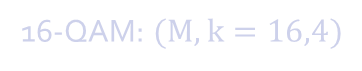 16-QAM: (M, k = 16,4)